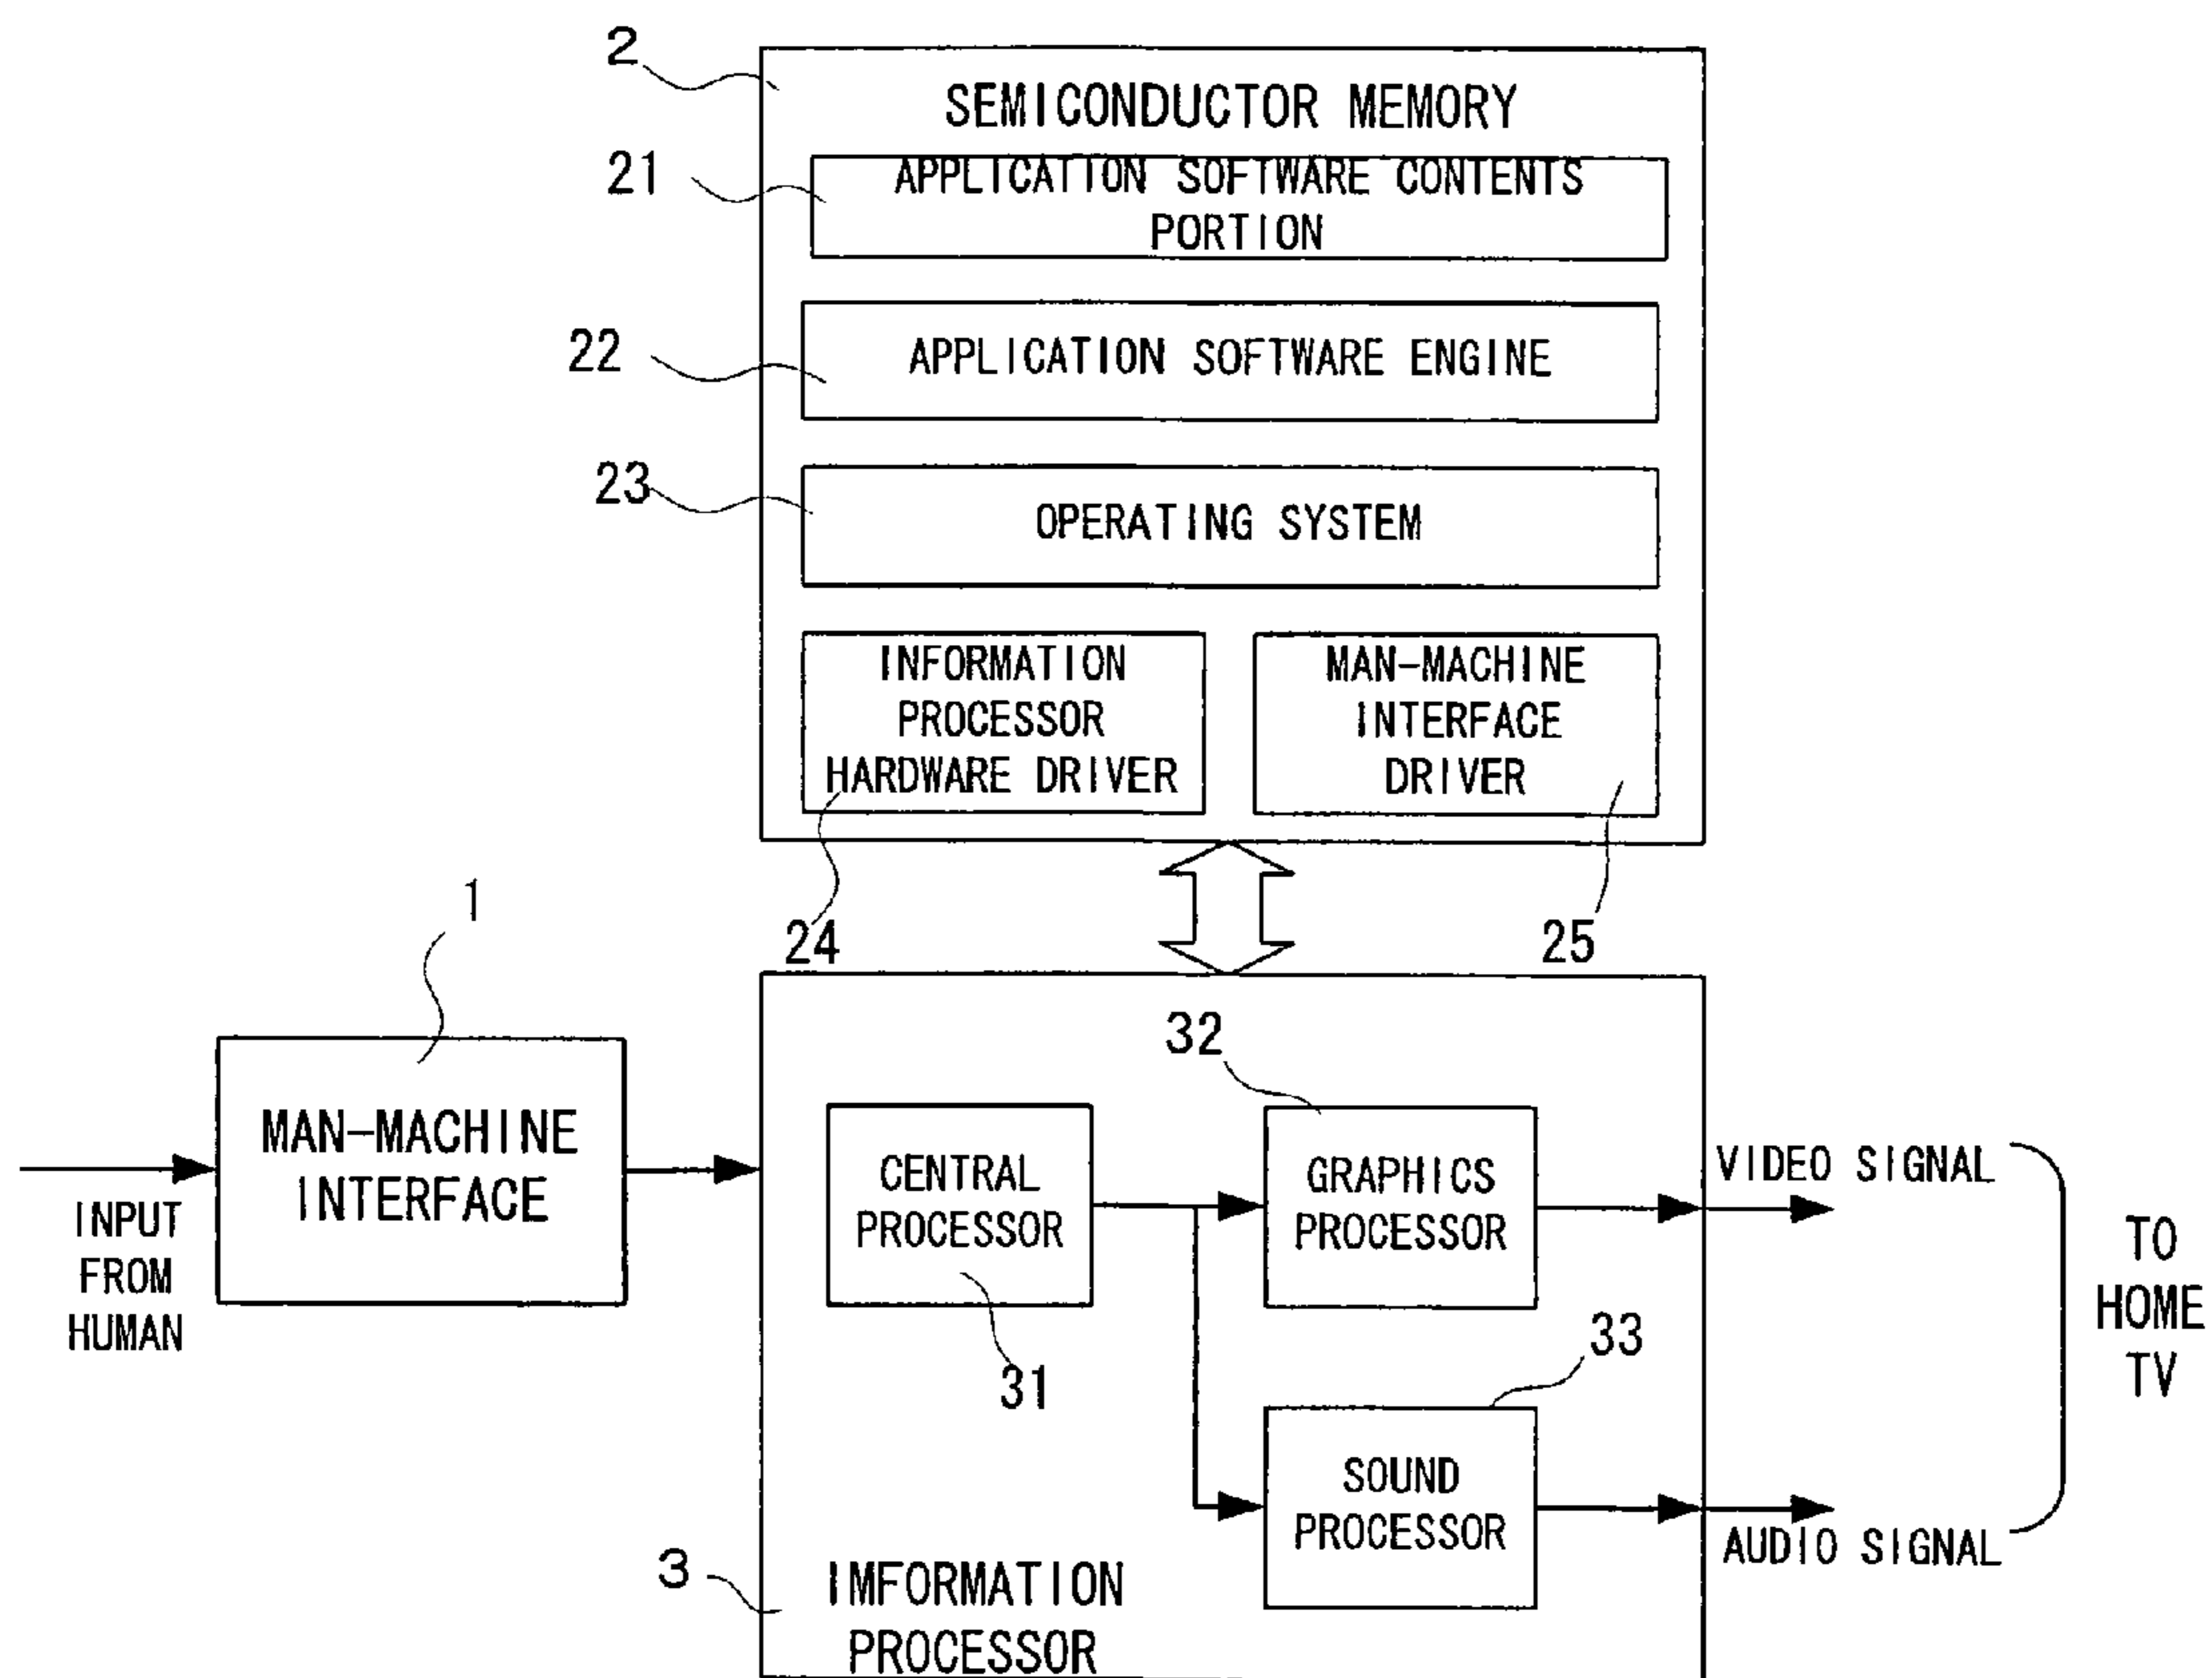 2
SEMICONDUCTOR MEMORY
21
APPLICATION SOFTWARE CONTENTS
PORTION
22
APPLICATION SOFTWARE ENGINE
23
OPERATING SYSTEM
INFORMATION
PROCESSOR
HARDWARE DRIVER
MAN-MACHINE
INTERFACE
DRIVER
24
25
1
MAN-MACHINE
INTERFACE
INPUT
FROM
HUMAN
32
CENTRAL
PROCESSOR
31
GRAPHICS
PROCESSOR
33
SOUND
PROCESSOR
3
IMFORMATION
PROCESSOR
VIDEO SIGNAL
AUDIO SIGNAL
TO
HOME
TV